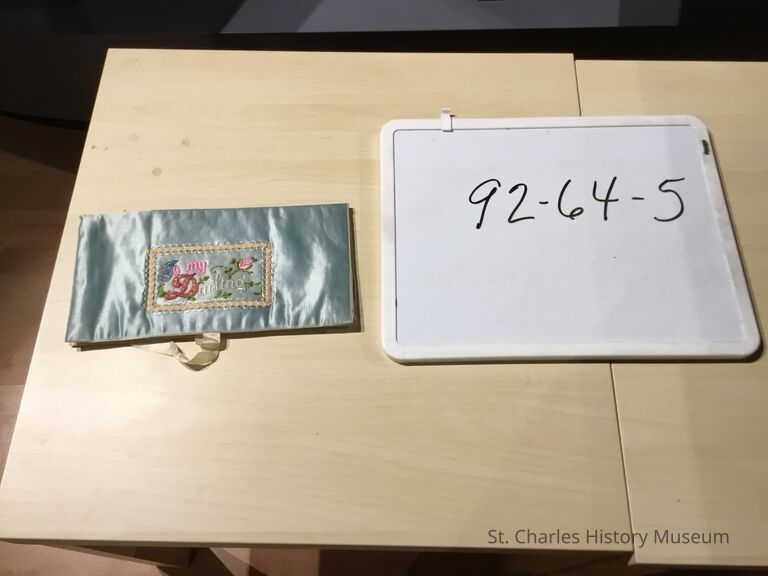 To my
Darling
92-64-5
St. Charles History Museum